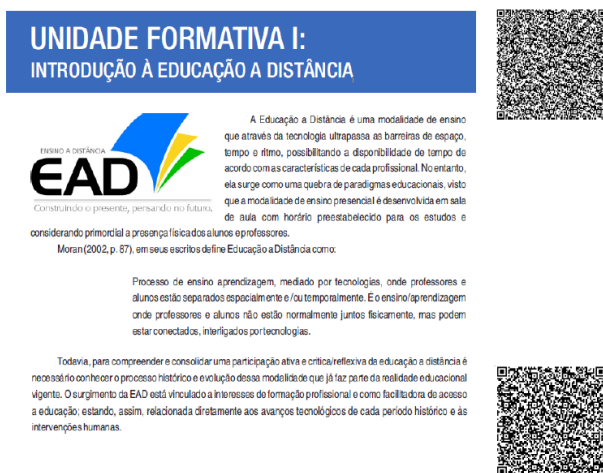 UNIDADE FORMATIVA I:
INTRODUÇÃO À EDUCAÇÃO A DISTÂNCIA
ENSINO A DISTÂNCIA
EAD
Construindo o presente, pensando no futuro.
A Educação a Distância é uma modalidade de ensino
que através da tecnologia ultrapassa as barreiras de espaço,
tempo e ritmo, possibilitando a disponibilidade de tempo de
acordo com as características de cada profissional. No entanto,
ela surge como uma quebra de paradigmas educacionais, visto
que a modalidade de ensino presencial é desenvolvida em sala
de aula com horário preestabelecido para os estudos e
considerando primordial a presença física dos alunos e professores.
Moran (2002, p. 87), em seus escritos define Educação a Distância como:
Processo de ensino aprendizagem, mediado por tecnologias, onde professores e
alunos estão separados espacialmente e /ou temporalmente. É o ensino/aprendizagem
onde professores e alunos não estão normalmente juntos fisicamente, mas podem
estar conectados, interligados por tecnologias.
Todavia, para compreender e consolidar uma participação ativa e crítica/reflexiva da educação a distância é
necessário conhecer o processo histórico e evolução dessa modalidade que já faz parte da realidade educacional
vigente. O surgimento da EAD está vinculado a interesses de formação profissional e como facilitadora de acesso
a educação; estando, assim, relacionada diretamente aos avanços tecnológicos de cada período histórico e às
intervenções humanas.